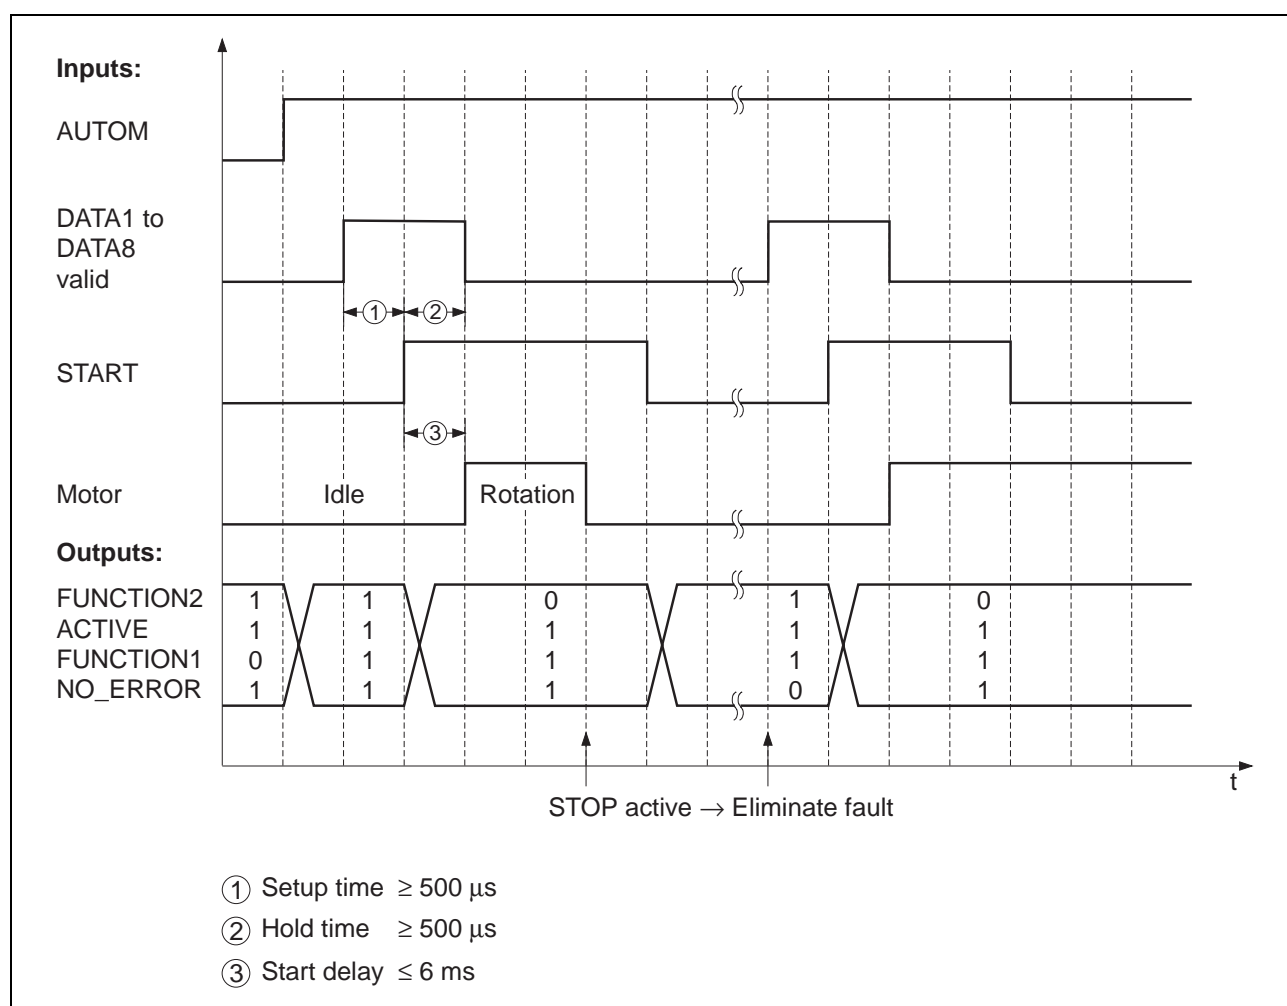 Inputs:
AUTOM
DATA1 to
DATA8
valid
1 2
START
3
Motor Idle Rotation
Outputs:
FUNCTION2 1 1 0 1 0
ACTIVE 1 1 1 1 1
FUNCTION1 0 1 1 1 1
NO_ERROR 1 1 1 0 1
t
STOP active → Eliminate fault
1 Setup time ≥ 500 μs
2 Hold time ≥ 500 μs
3 Start delay ≤ 6 ms